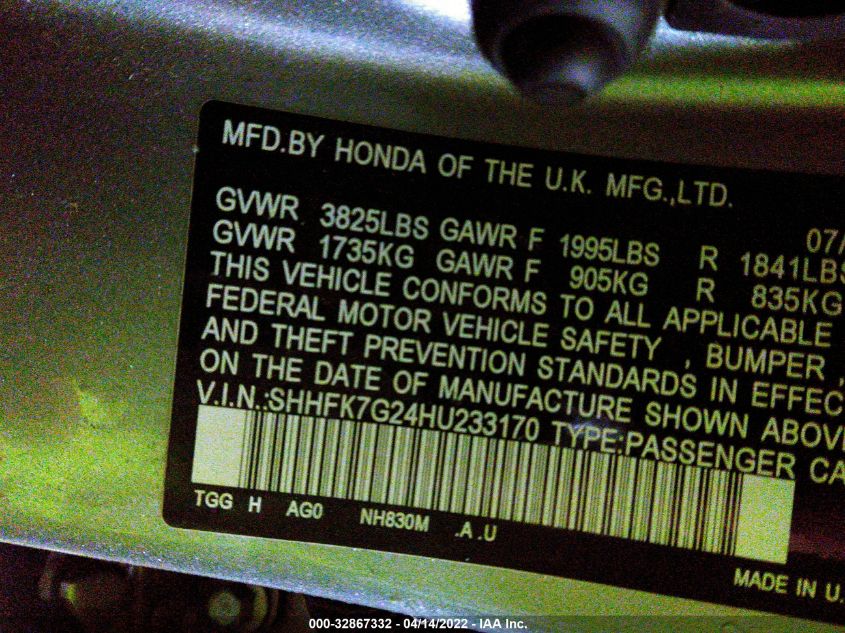 MFD.BY HONDA OF THE U.K. MFG.,LTD.
07/
GVWR 3825LBS GAWR F 1995LBS R 1841LBS
GVWR 1735KG GAWR F 905KG R 835KG
THIS VEHICLE CONFORMS TO ALL APPLICABLE
FEDERAL MOTOR VEHICLE SAFETY , BUMPER ,
AND THEFT PREVENTION STANDARDS IN EFFEC
ON THE DATE OF MANUFACTURE SHOWN ABOV
V.I.N.:SHHFK7G24HU233170 TYPE:PASSENGER CA
TGG H AG0 NH830M .A .U
MADE IN U.
000-32867332 - 04/14/2022 - IAA Inc.